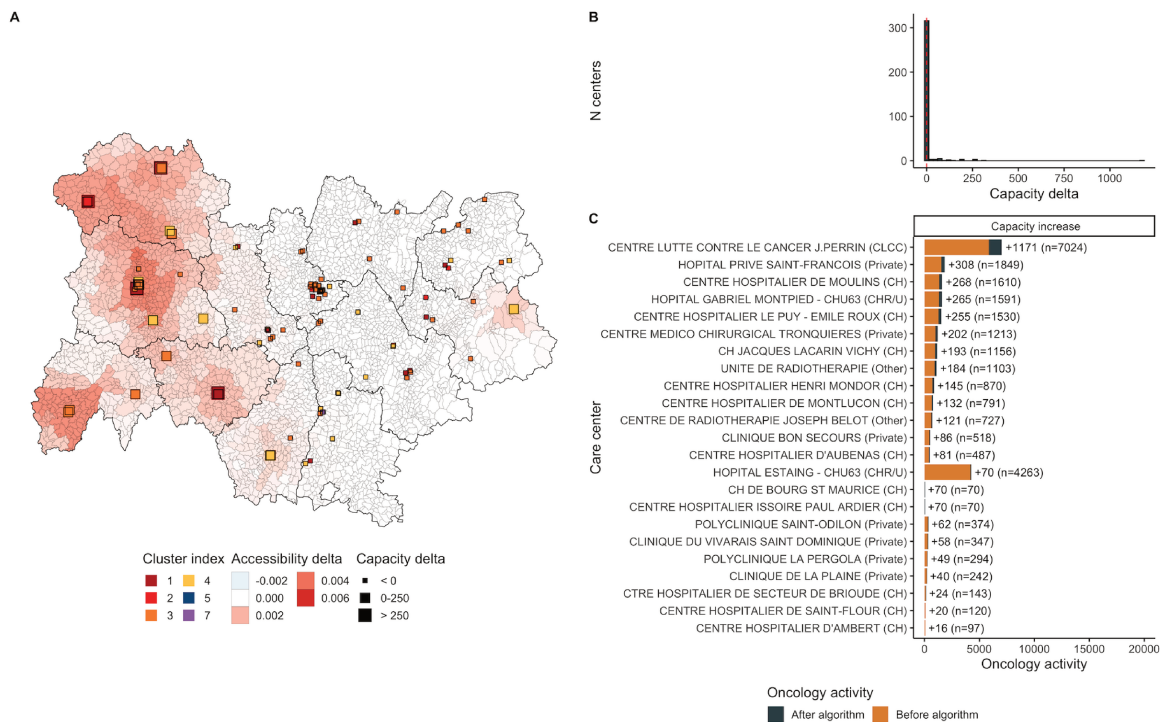 A
B
N centers
300
200
100
0
0
250
500
750
1000
Capacity delta
C
Capacity increase
Care center
CENTRE LUTTE CONTRE LE CANCER J.PERRIN (CLCC) +1171 (n=7024)
HOPITAL PRIVE SAINT-FRANCOIS (Private) +308 (n=1849)
CENTRE HOSPITALIER DE MOULINS (CH) +268 (n=1610)
HOPITAL GABRIEL MONTPIED - CHU63 (CHR/U) +265 (n=1591)
CENTRE HOSPITALIER LE PUY - EMILE ROUX (CH) +255 (n=1530)
CENTRE MEDICO CHIRURGICAL TRONQUIERES (Private) +202 (n=1213)
CH JACQUES LACARIN VICHY (CH) +193 (n=1156)
UNITE DE RADIOTHERAPIE (Other) +184 (n=1103)
CENTRE HOSPITALIER HENRI MONDOR (CH) +145 (n=870)
CENTRE HOSPITALIER DE MONTLUCON (CH) +132 (n=791)
CENTRE DE RADIOTHERAPIE JOSEPH BELOT (Other) +121 (n=727)
CLINIQUE BON SECOURS (Private) +86 (n=518)
CENTRE HOSPITALIER D'AUBENAS (CH) +81 (n=487)
HOPITAL ESTAING - CHU63 (CHR/U) +70 (n=4263)
CH DE BOURG ST MAURICE (CH) +70 (n=70)
CENTRE HOSPITALIER ISSOIRE PAUL ARDIER (CH) +70 (n=70)
POLYCLINIQUE SAINT-ODILON (Private) +62 (n=374)
CLINIQUE DU VIVARAIS SAINT DOMINIQUE (Private) +58 (n=347)
POLYCLINIQUE LA PERGOLA (Private) +49 (n=294)
CLINIQUE DE LA PLAINE (Private) +40 (n=242)
CTRE HOSPITALIER DE SECTEUR DE BRIOUDE (CH) +24 (n=143)
CENTRE HOSPITALIER DE SAINT-FLOUR (CH) +20 (n=120)
CENTRE HOSPITALIER D'AMBERT (CH) +16 (n=97)
0 5000 10000 15000 20000
Oncology activity
Oncology activity
After algorithm Before algorithm
Cluster index Accessibility delta Capacity delta
1 4 -0.002 0.004 < 0
2 5 0.000 0.006 0-250
3 7 0.002 > 250